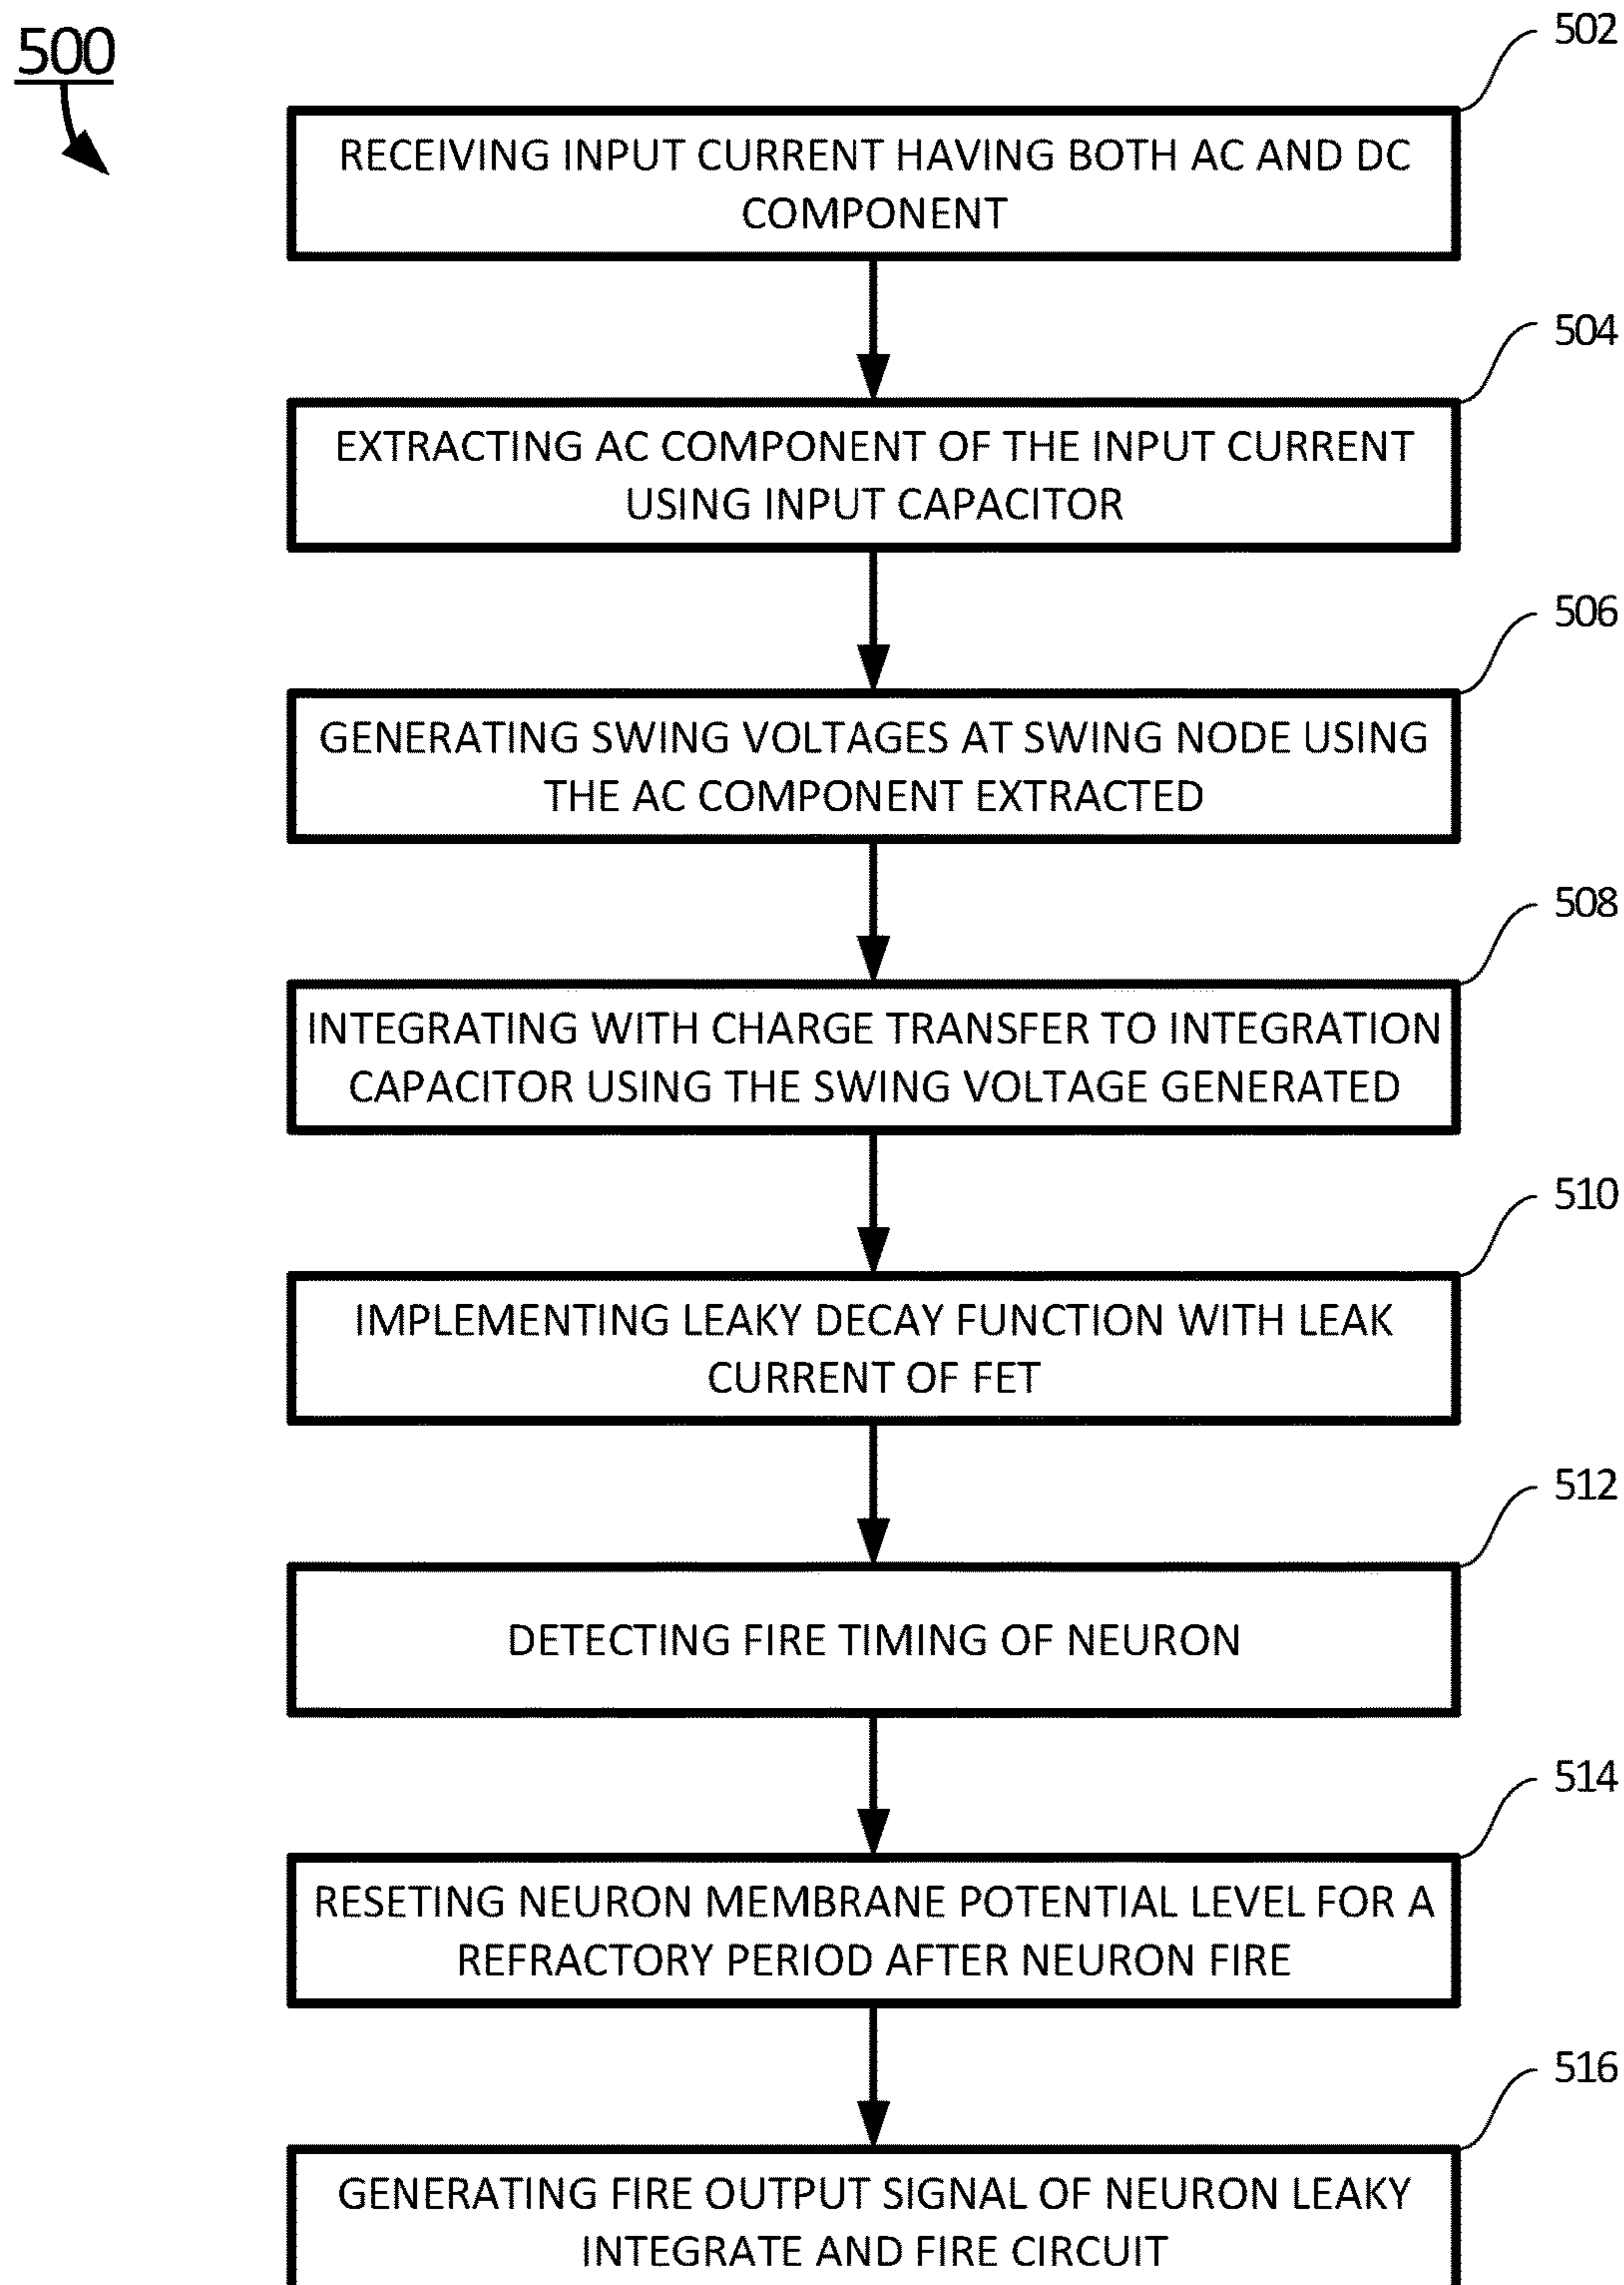 500
502
RECEIVING INPUT CURRENT HAVING BOTH AC AND DC
COMPONENT
504
EXTRACTING AC COMPONENT OF THE INPUT CURRENT
USING INPUT CAPACITOR
506
GENERATING SWING VOLTAGES AT SWING NODE USING
THE AC COMPONENT EXTRACTED
508
INTEGRATING WITH CHARGE TRANSFER TO INTEGRATION
CAPACITOR USING THE SWING VOLTAGE GENERATED
510
IMPLEMENTING LEAKY DECAY FUNCTION WITH LEAK
CURRENT OF FET
512
DETECTING FIRE TIMING OF NEURON
514
RESETING NEURON MEMBRANE POTENTIAL LEVEL FOR A
REFRACTORY PERIOD AFTER NEURON FIRE
516
GENERATING FIRE OUTPUT SIGNAL OF NEURON LEAKY
INTEGRATE AND FIRE CIRCUIT